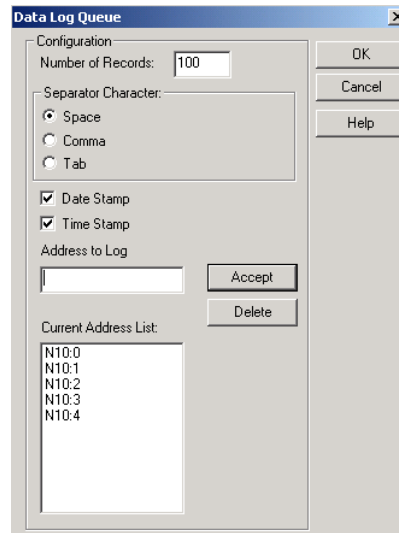 Data Log Queue
Configuration
Number of Records: 100
OK
Cancel
Help
Separator Character:
Space
Comma
Tab
Date Stamp
Time Stamp
Address to Log
Accept
Delete
Current Address List:
N10:0
N10:1
N10:2
N10:3
N10:4